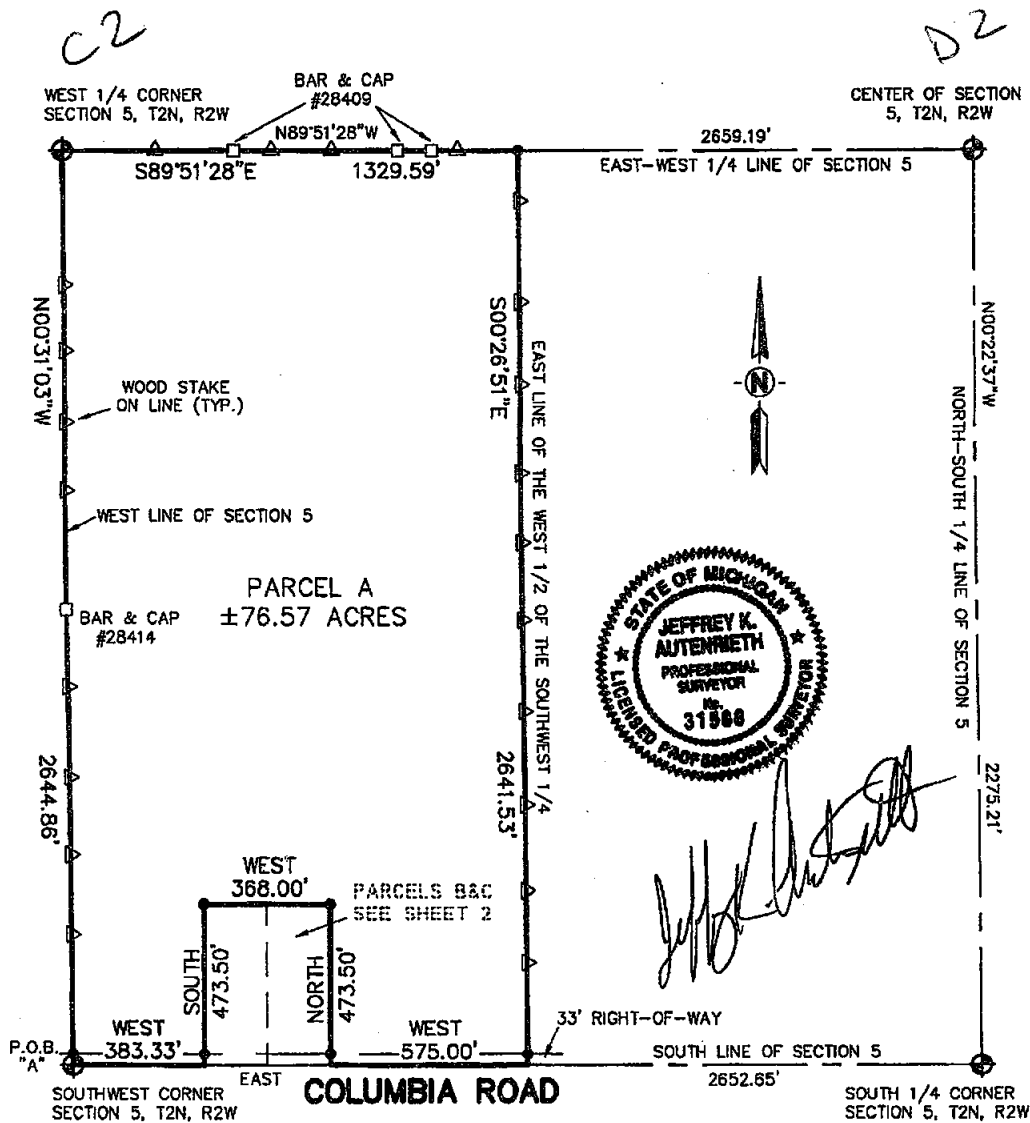 C2
D2
WEST 1/4 CORNER
SECTION 5, T2N, R2W
BAR & CAP
#28409
CENTER OF SECTION
5, T2N, R2W
N89°51'28"W
2659.19'
S89°51'28"E
1329.59'
EAST-WEST 1/4 LINE OF SECTION 5
N00°31'03"W
S00°26'51"E
EAST LINE OF THE WEST 1/2 OF THE SOUTHWEST 1/4
N
N00°22'37"W
NORTH-SOUTH 1/4 LINE OF SECTION 5
WOOD STAKE
ON LINE (TYP.)
WEST LINE OF SECTION 5
PARCEL A
±76.57 ACRES
BAR & CAP
#28414
STATE OF MICHIGAN
JEFFREY K.
AUTENRIETH
PROFESSIONAL
SURVEYOR
No.
31588
LICENSED PROFESSIONAL SURVEYOR
2644.86'
2641.53'
2275.21'
WEST
368.00'
PARCELS B&C
SEE SHEET 2
SOUTH
473.50'
NORTH
473.50'
WEST
383.33'
WEST
575.00'
33' RIGHT-OF-WAY
P.O.B.
"A"
EAST
SOUTH LINE OF SECTION 5
2652.65'
COLUMBIA ROAD
SOUTHWEST CORNER
SECTION 5, T2N, R2W
SOUTH 1/4 CORNER
SECTION 5, T2N, R2W